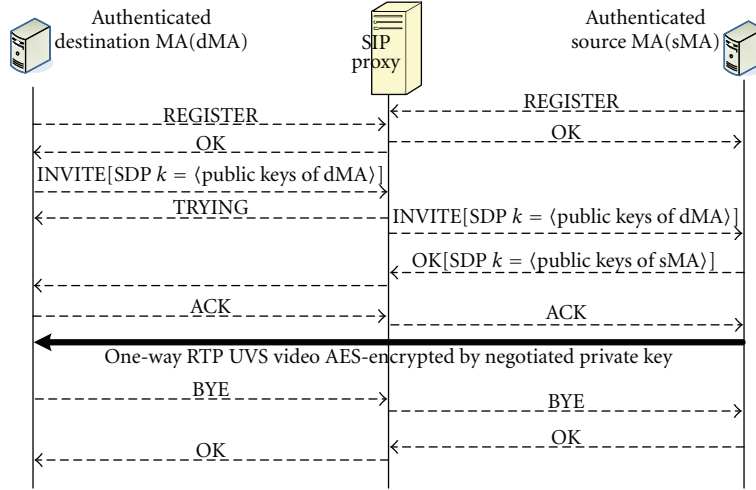 Authenticated
destination MA(dMA)
SIP
proxy
Authenticated
source MA(sMA)
REGISTER
REGISTER
OK
OK
INVITE[SDP k = ⟨public keys of dMA⟩]
TRYING
INVITE[SDP k = ⟨public keys of dMA⟩]
OK[SDP k = ⟨public keys of sMA⟩]
ACK
ACK
One-way RTP UVS video AES-encrypted by negotiated private key
BYE
BYE
OK
OK